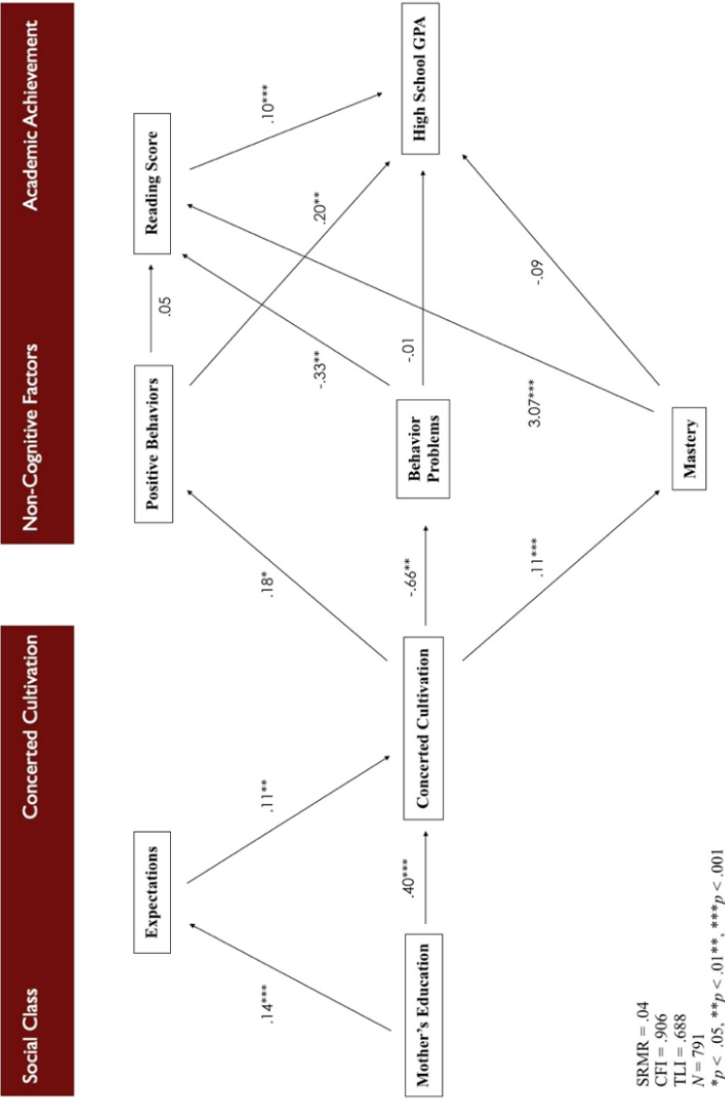 Social Class
Concerted Cultivation
Non-Cognitive Factors
Academic Achievement
Expectations
Positive Behaviors
Reading Score
.14***
.11**
.18*
.05
.10***
.20**
-.33**
Mother's Education
.40***
Concerted Cultivation
-.66**
Behavior
Problems
-.01
High School GPA
.11***
3.07***
-.09
Mastery
SRMR = .04
CFI = .906
TLI = .688
N = 791
*p < .05, **p < .01**, ***p < .001